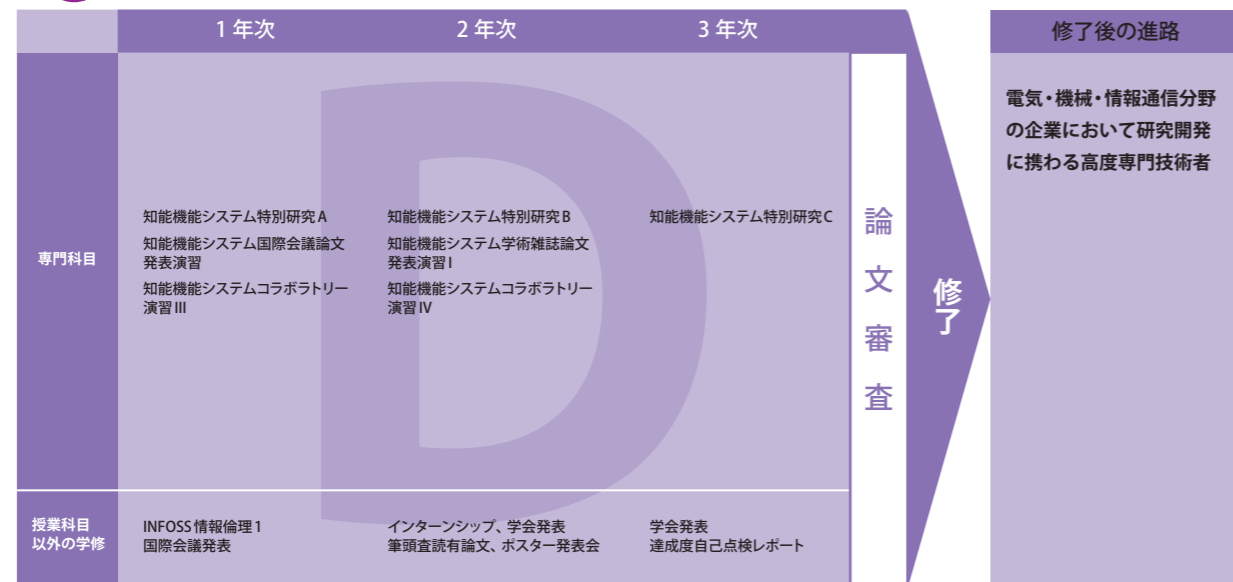 1年次
2年次
3年次
修了後の進路
専門科目
知能機能システム特別研究A
知能機能システム国際会議論文
発表演習
知能機能システムコラボラトリー
演習III
知能機能システム特別研究B
知能機能システム学術雑誌論文
発表演習I
知能機能システムコラボラトリー
演習IV
知能機能システム特別研究C
論文審査
修了
電気・機械・情報通信分野
の企業において研究開発
に携わる高度専門技術者
D
授業科目
以外の学修
INFOSS情報倫理1
国際会議発表
インターンシップ、学会発表
筆頭査読有論文、ポスター発表会
学会発表
達成度自己点検レポート